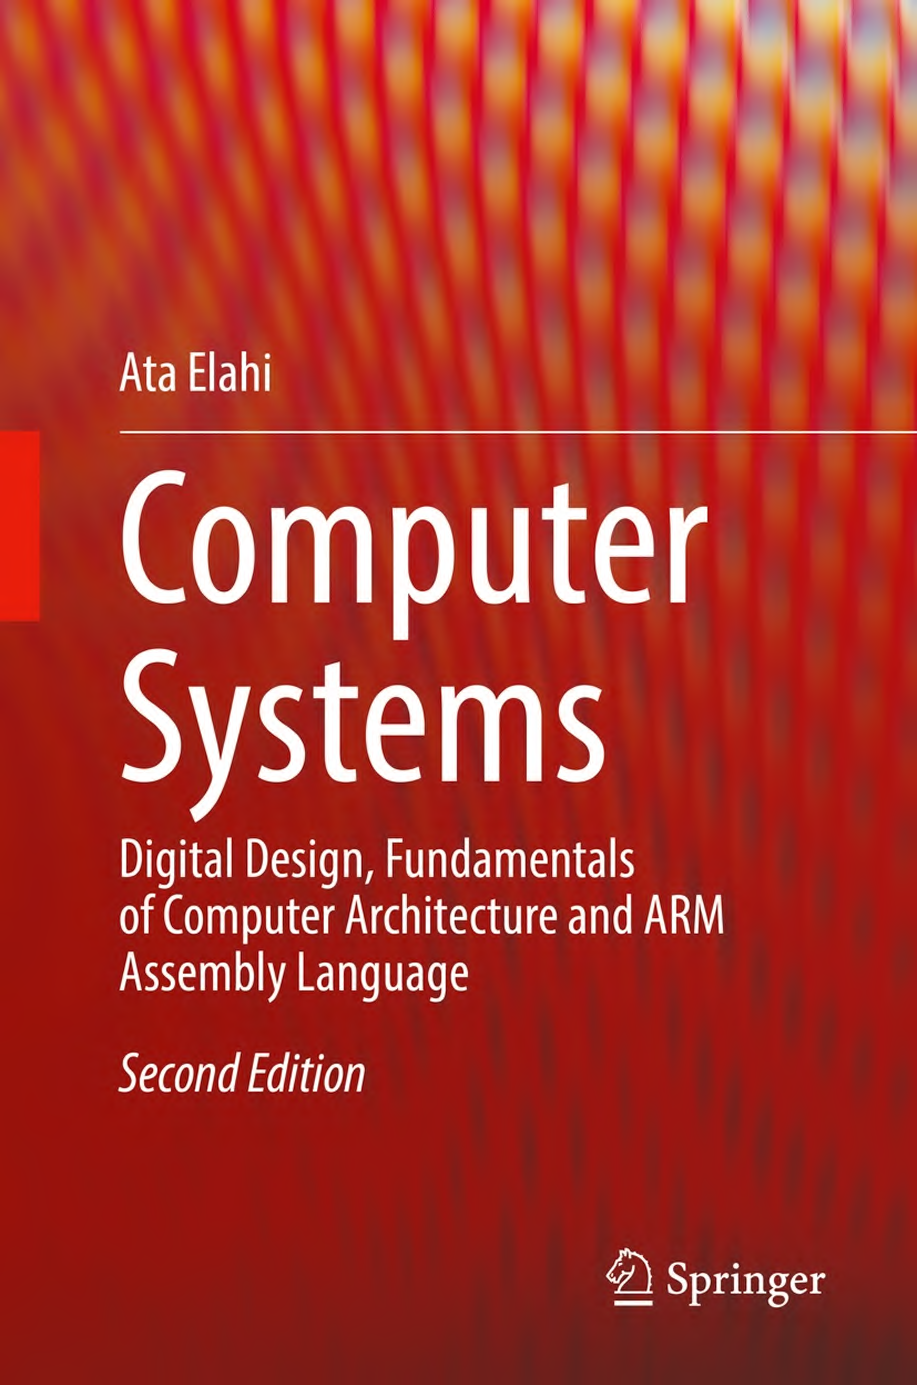 Ata Elahi
Computer
Systems
Digital Design, Fundamentals
of Computer Architecture and ARM
Assembly Language
Second Edition
Springer